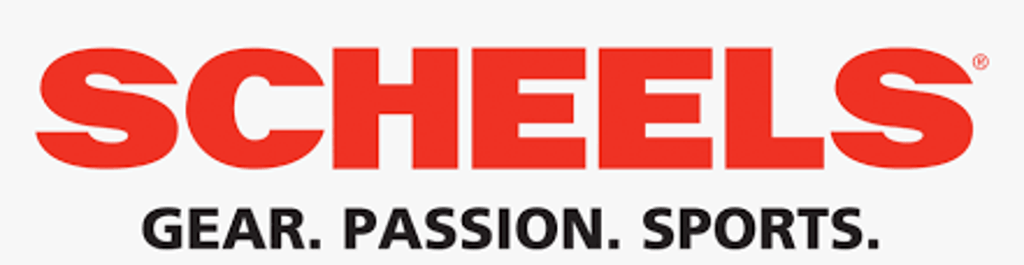 SCHEELS®
GEAR. PASSION. SPORTS.